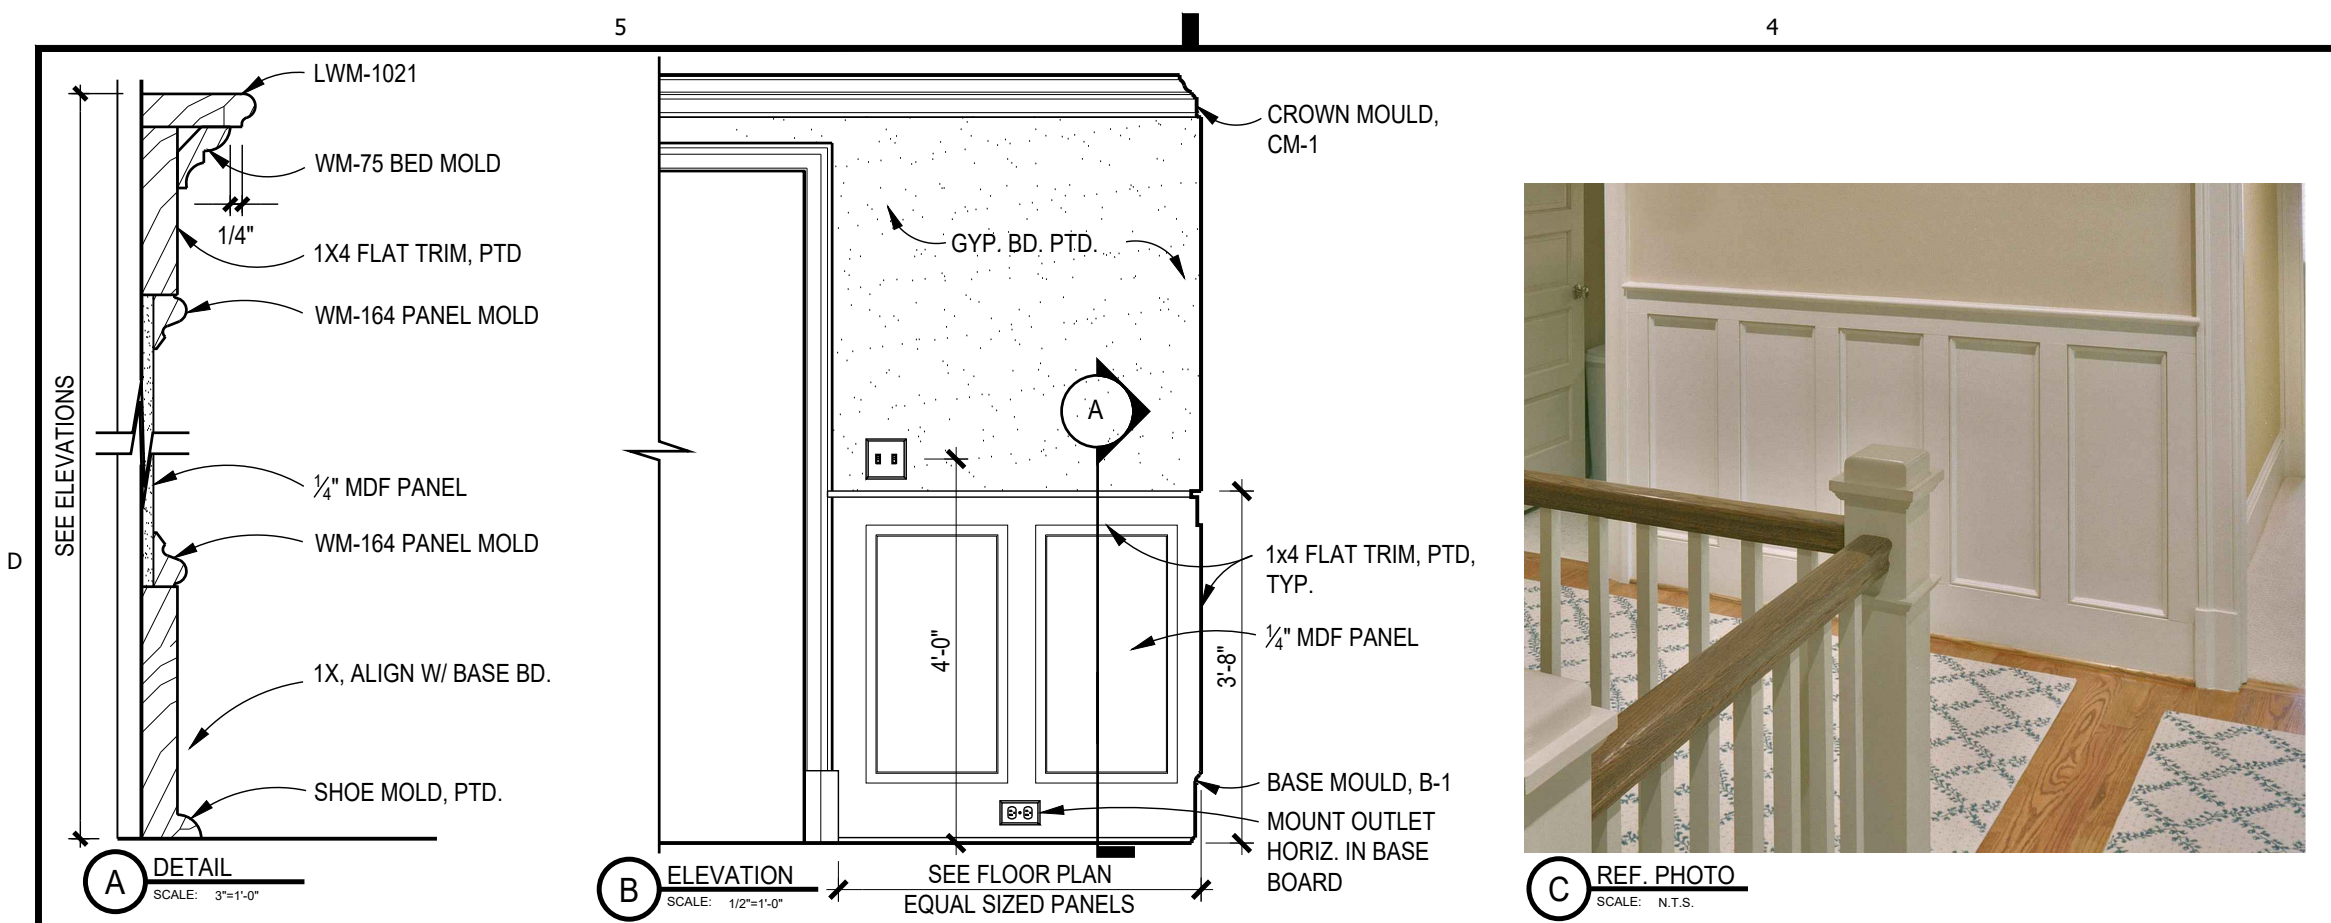 5
4
D
LWM-1021
WM-75 BED MOLD
1/4"
1X4 FLAT TRIM, PTD
WM-164 PANEL MOLD
SEE ELEVATIONS
¼" MDF PANEL
WM-164 PANEL MOLD
1X, ALIGN W/ BASE BD.
SHOE MOLD, PTD.
A
DETAIL
SCALE: 3"=1'-0"
CROWN MOULD,
CM-1
GYP. BD. PTD.
A
1x4 FLAT TRIM, PTD,
TYP.
¼" MDF PANEL
4'-0"
3'-8"
BASE MOULD, B-1
MOUNT OUTLET
HORIZ. IN BASE
BOARD
SEE FLOOR PLAN
EQUAL SIZED PANELS
B
ELEVATION
SCALE: 1/2"=1'-0"
C
REF. PHOTO
SCALE: N.T.S.